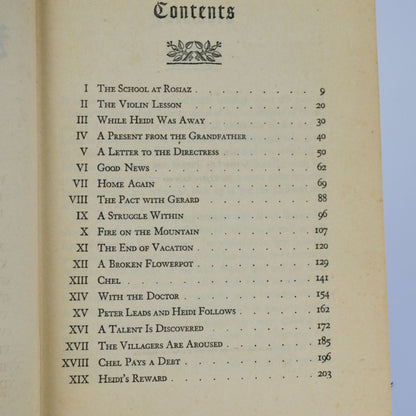 Contents
I THE SCHOOL AT ROSIAZ . . . . . . . 9
II THE VIOLIN LESSON . . . . . . . . 20
III WHILE HEIDI WAS AWAY . . . . . . . 30
IV A PRESENT FROM THE GRANDFATHER . . . . . 40
V A LETTER TO THE DIRECTRESS . . . . . . 50
VI GOOD NEWS . . . . . . . . . . 62
VII HOME AGAIN . . . . . . . . . . 69
VIII THE PACT WITH GERARD . . . . . . . 88
IX A STRUGGLE WITHIN . . . . . . . . 96
X FIRE ON THE MOUNTAIN . . . . . . . 107
XI THE END OF VACATION . . . . . . . 120
XII A BROKEN FLOWERPOT . . . . . . . . 129
XIII CHEL . . . . . . . . . . . . 141
XIV WITH THE DOCTOR . . . . . . . . 154
XV PETER LEADS AND HEIDI FOLLOWS . . . . . 162
XVI A TALENT IS DISCOVERED . . . . . . . 172
XVII THE VILLAGERS ARE AROUSED . . . . . . 185
XVIII CHEL PAYS A DEBT . . . . . . . . 196
XIX HEIDI'S REWARD . . . . . . . . . 203